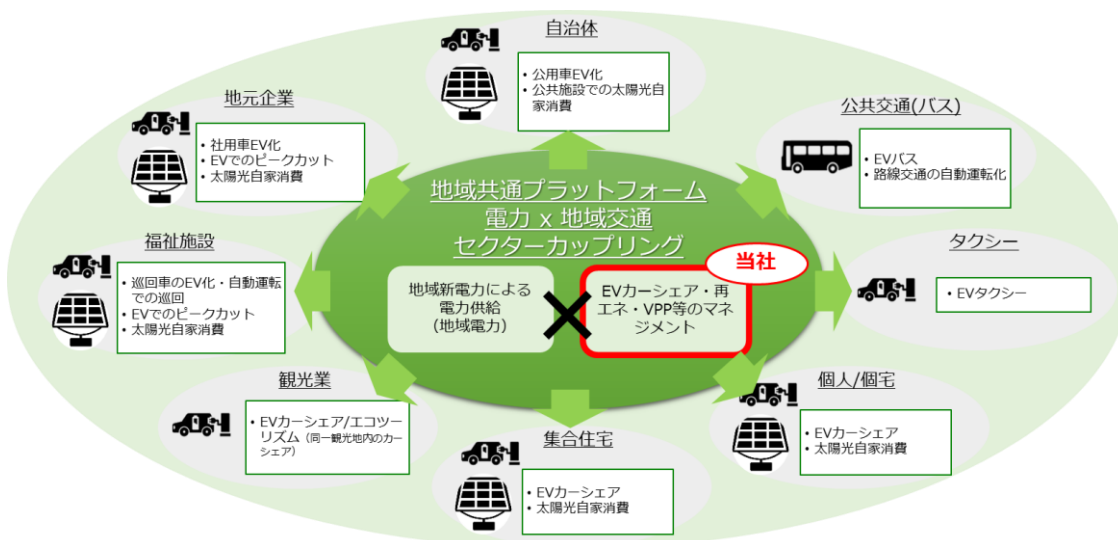 自治体
・公用車EV化
・公共施設での太陽光自
家消費
地元企業
・社用車EV化
・EVでのピークカット
・太陽光自家消費
公共交通(バス)
・EVバス
・路線交通の自動運転化
地域共通プラットフォーム
電力 x 地域交通
セクターカップリング
福祉施設
・巡回車のEV化・自動運転
での巡回
・EVでのピークカット
・太陽光自家消費
地域新電力による
電力供給
（地域電力）
当社
EVカーシェア・再
エネ・VPP等のマネ
ジメント
タクシー
・EVタクシー
観光業
・EVカーシェア/エコツー
リズム（同一観光地内のカー
シェア）
集合住宅
・EVカーシェア
・太陽光自家消費
個人/個宅
・EVカーシェア
・太陽光自家消費